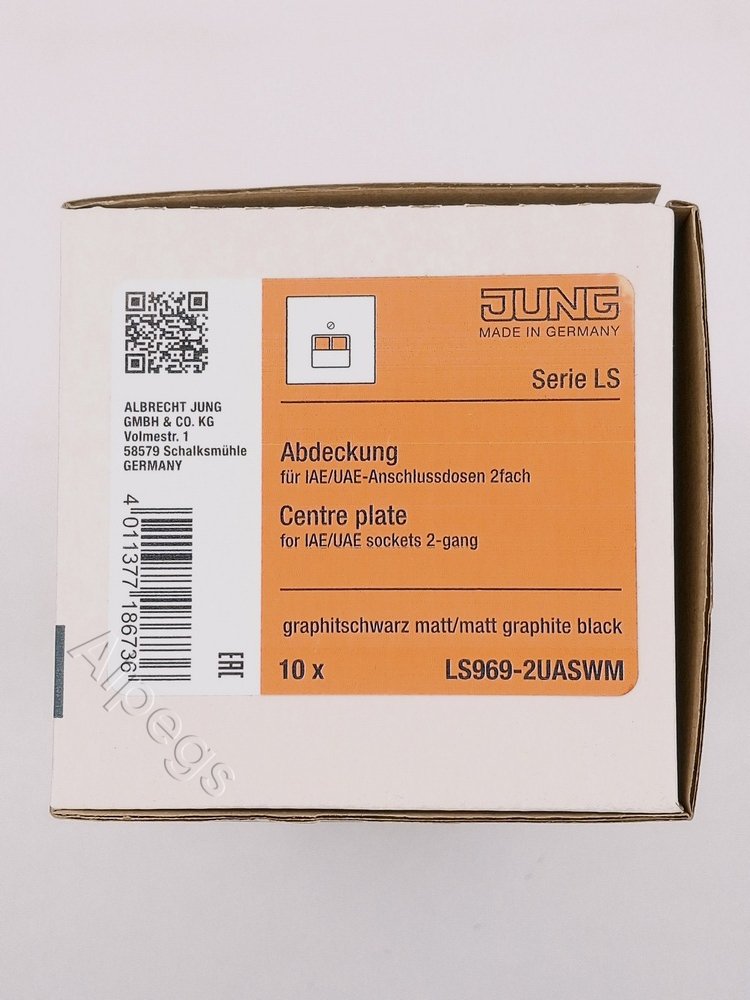 JUNG
MADE IN GERMANY
Serie LS
ALBRECHT JUNG
GMBH & CO. KG
Volmestr. 1
58579 Schalksmühle
GERMANY
4 011377 186736
EAC
Abdeckung
für IAE/UAE-Anschlussdosen 2fach
Centre plate
for IAE/UAE sockets 2-gang
graphitschwarz matt/matt graphite black
10 x LS969-2UASWM
Alpegs